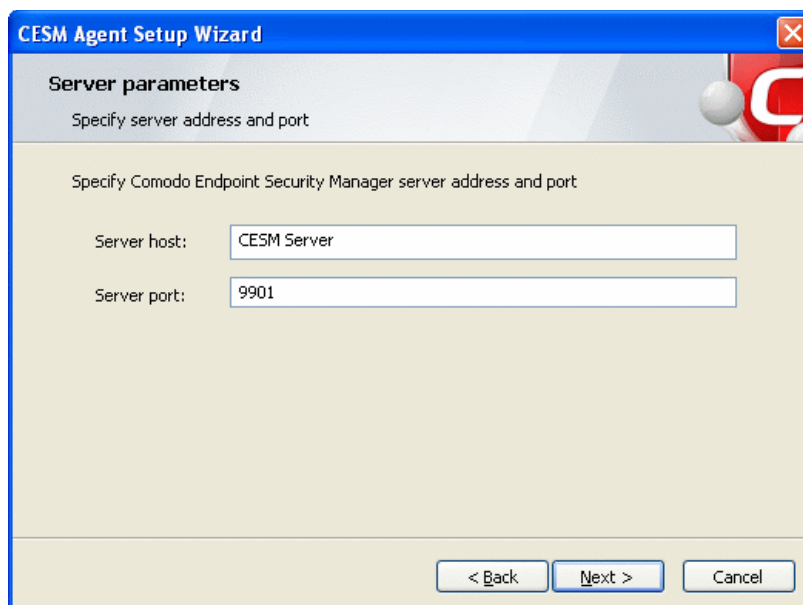 CESM Agent Setup Wizard
Server parameters
Specify server address and port
Specify Comodo Endpoint Security Manager server address and port
Server host: CESM Server
Server port: 9901
< Back Next > Cancel